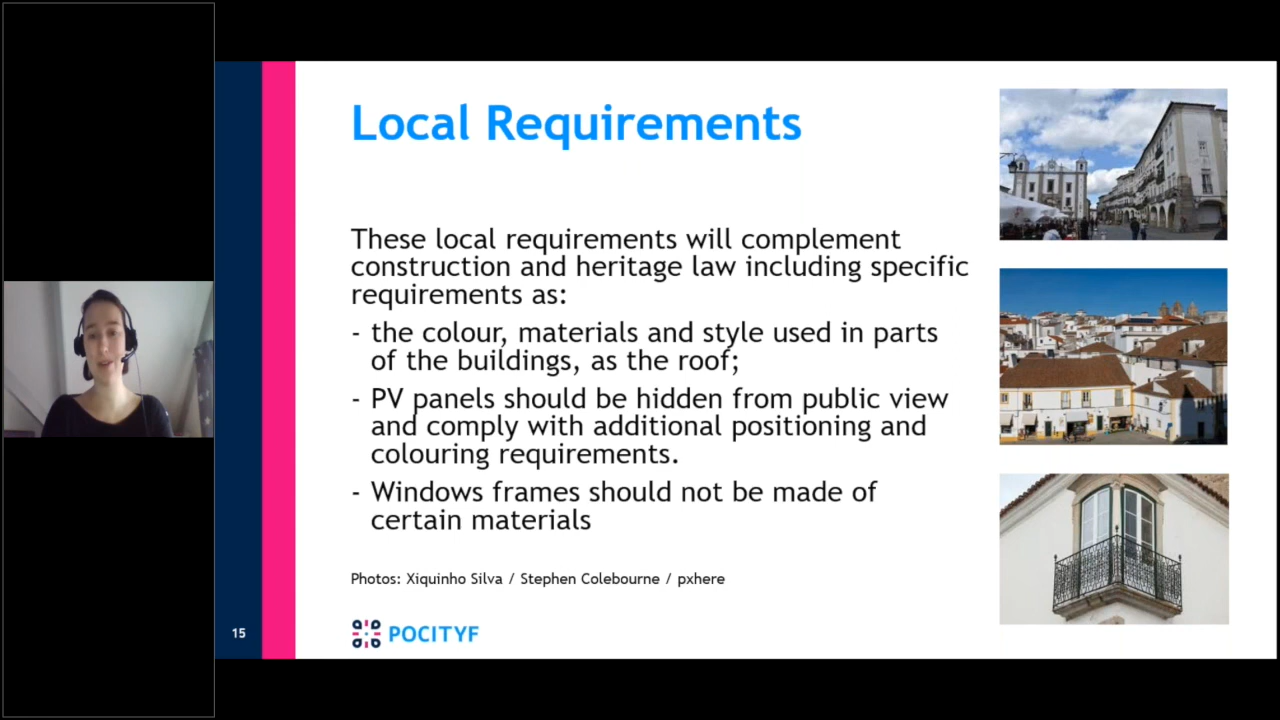 Local Requirements
These local requirements will complement
construction and heritage law including specific
requirements as:
- the colour, materials and style used in parts
of the buildings, as the roof;
- PV panels should be hidden from public view
and comply with additional positioning and
colouring requirements.
- Windows frames should not be made of
certain materials
Photos: Xiquinho Silva / Stephen Colebourne / pxhere
15
POCITYF